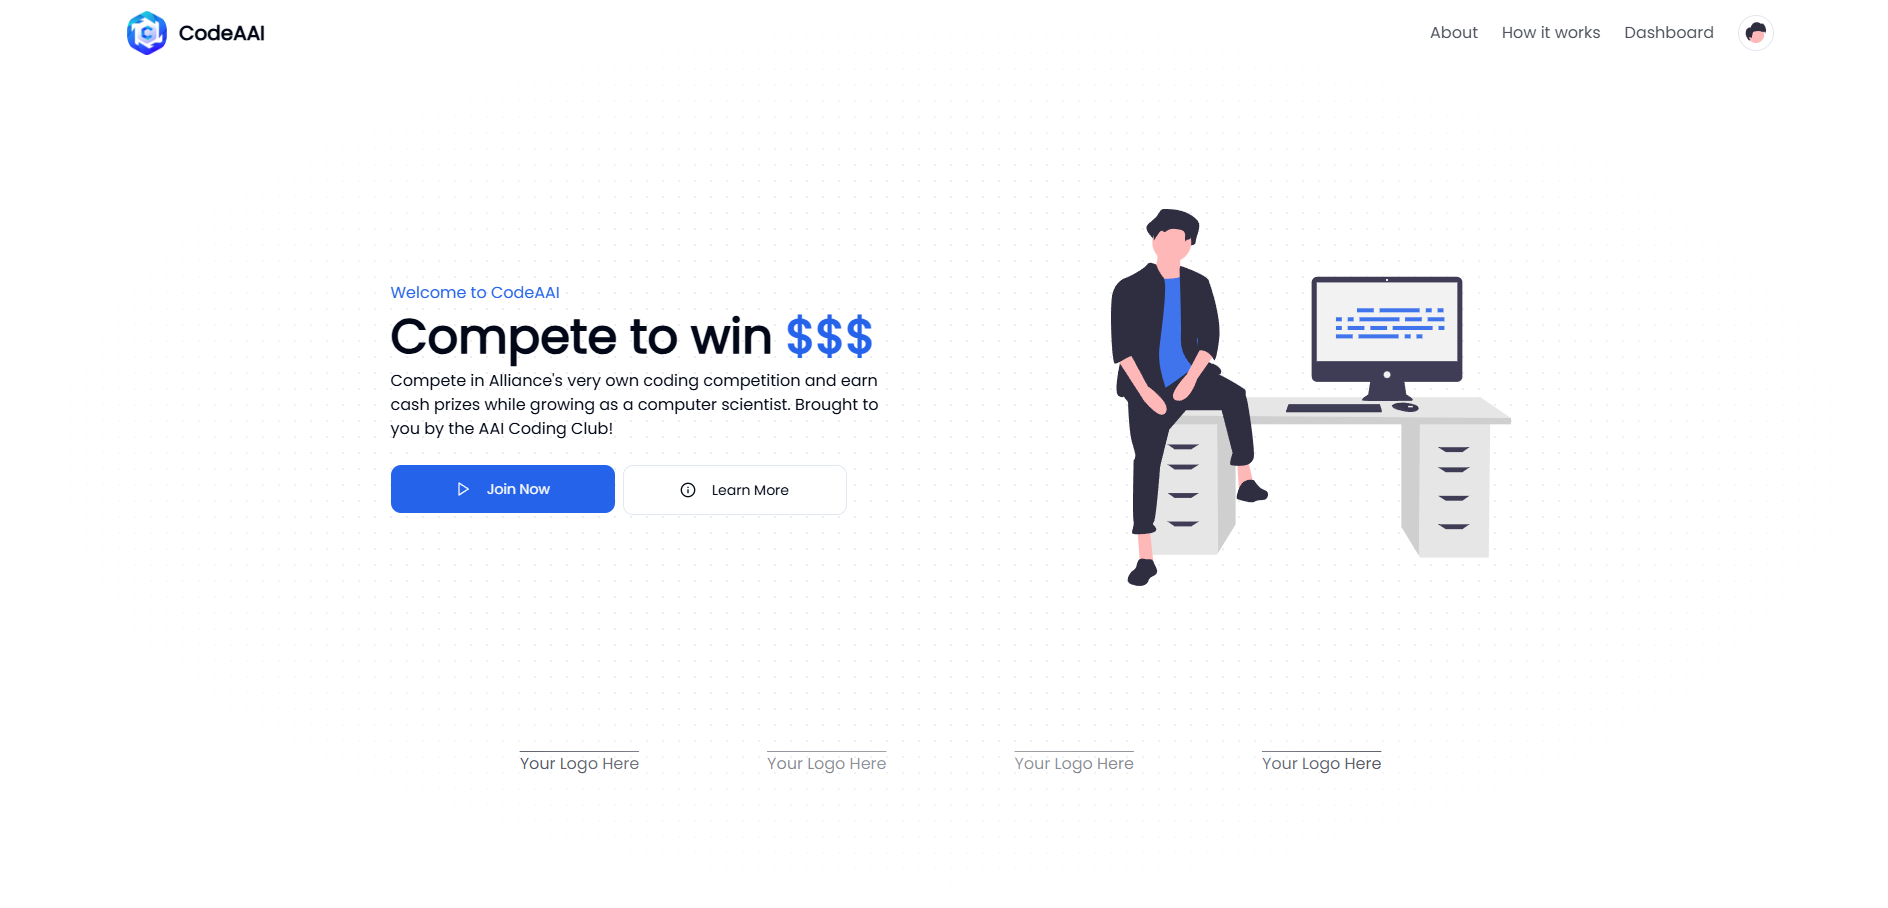 CodeAAI
About
How it works
Dashboard
Welcome to CodeAAI
Compete to win $$$
Compete in Alliance's very own coding competition and earn
cash prizes while growing as a computer scientist. Brought to
you by the AAI Coding Club!
Join Now
Learn More
Your Logo Here
Your Logo Here
Your Logo Here
Your Logo Here